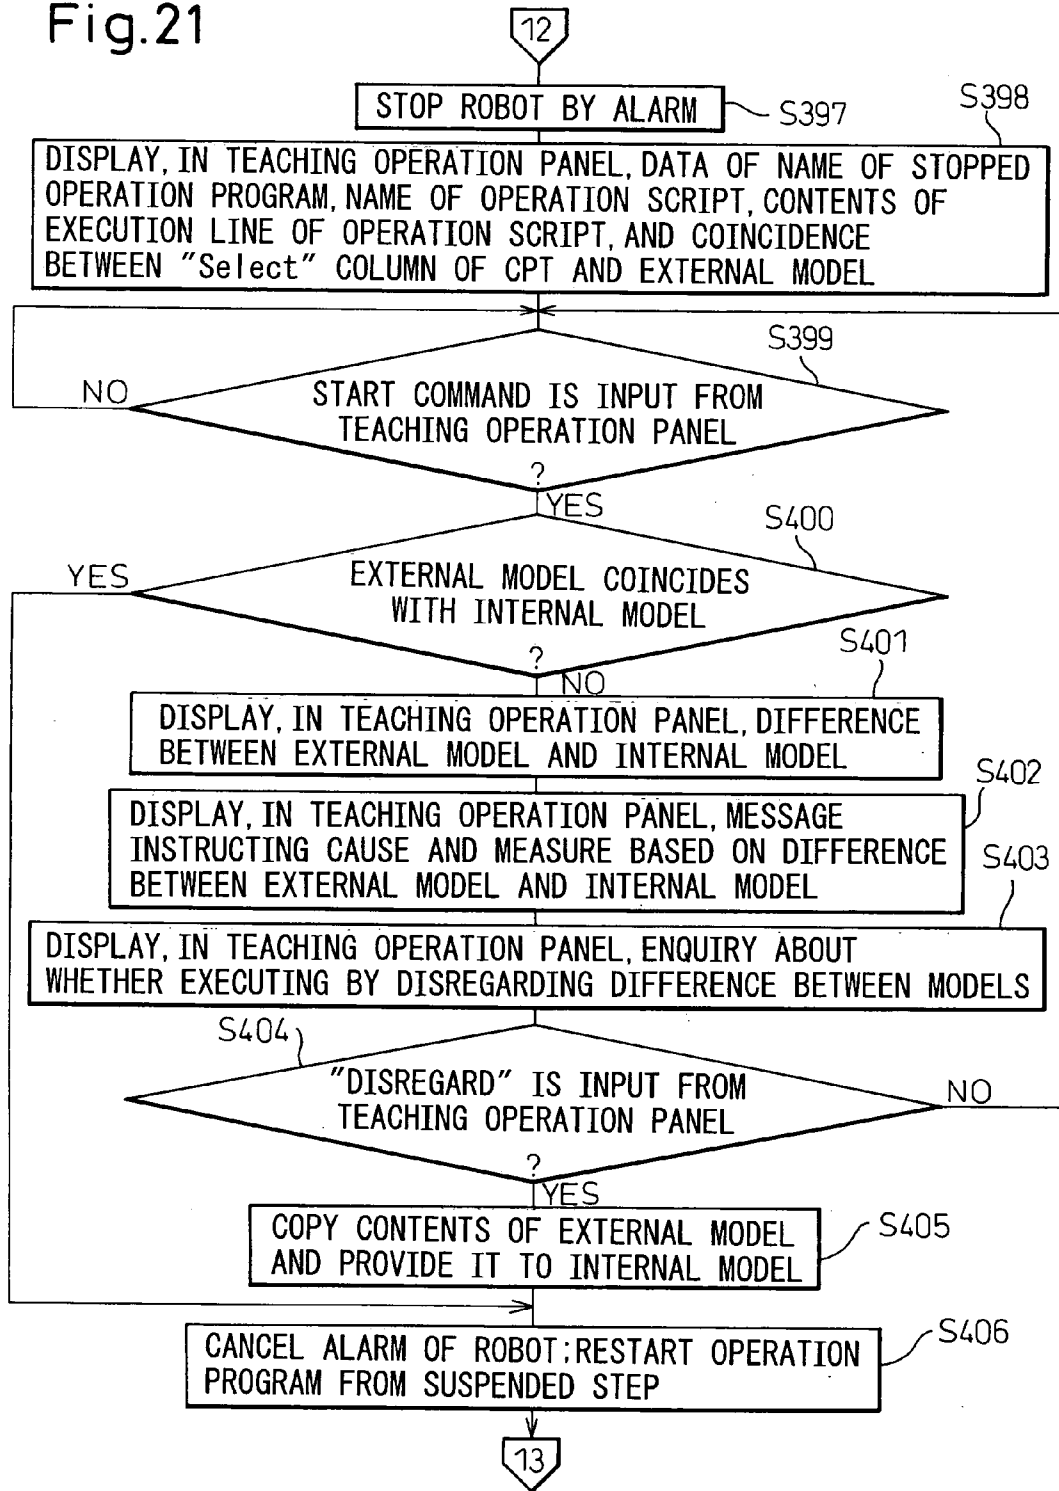 Fig.21
12
STOP ROBOT BY ALARM
S397
S398
DISPLAY, IN TEACHING OPERATION PANEL, DATA OF NAME OF STOPPED
OPERATION PROGRAM, NAME OF OPERATION SCRIPT, CONTENTS OF
EXECUTION LINE OF OPERATION SCRIPT, AND COINCIDENCE
BETWEEN "Select" COLUMN OF CPT AND EXTERNAL MODEL
S399
NO
START COMMAND IS INPUT FROM
TEACHING OPERATION PANEL
?
YES
S400
YES
EXTERNAL MODEL COINCIDES
WITH INTERNAL MODEL
?
NO
S401
DISPLAY, IN TEACHING OPERATION PANEL, DIFFERENCE
BETWEEN EXTERNAL MODEL AND INTERNAL MODEL
S402
DISPLAY, IN TEACHING OPERATION PANEL, MESSAGE
INSTRUCTING CAUSE AND MEASURE BASED ON DIFFERENCE
BETWEEN EXTERNAL MODEL AND INTERNAL MODEL
S403
DISPLAY, IN TEACHING OPERATION PANEL, ENQUIRY ABOUT
WHETHER EXECUTING BY DISREGARDING DIFFERENCE BETWEEN MODELS
S404
"DISREGARD" IS INPUT FROM
TEACHING OPERATION PANEL
?
NO
YES
COPY CONTENTS OF EXTERNAL MODEL
AND PROVIDE IT TO INTERNAL MODEL
S405
CANCEL ALARM OF ROBOT; RESTART OPERATION
PROGRAM FROM SUSPENDED STEP
S406
13